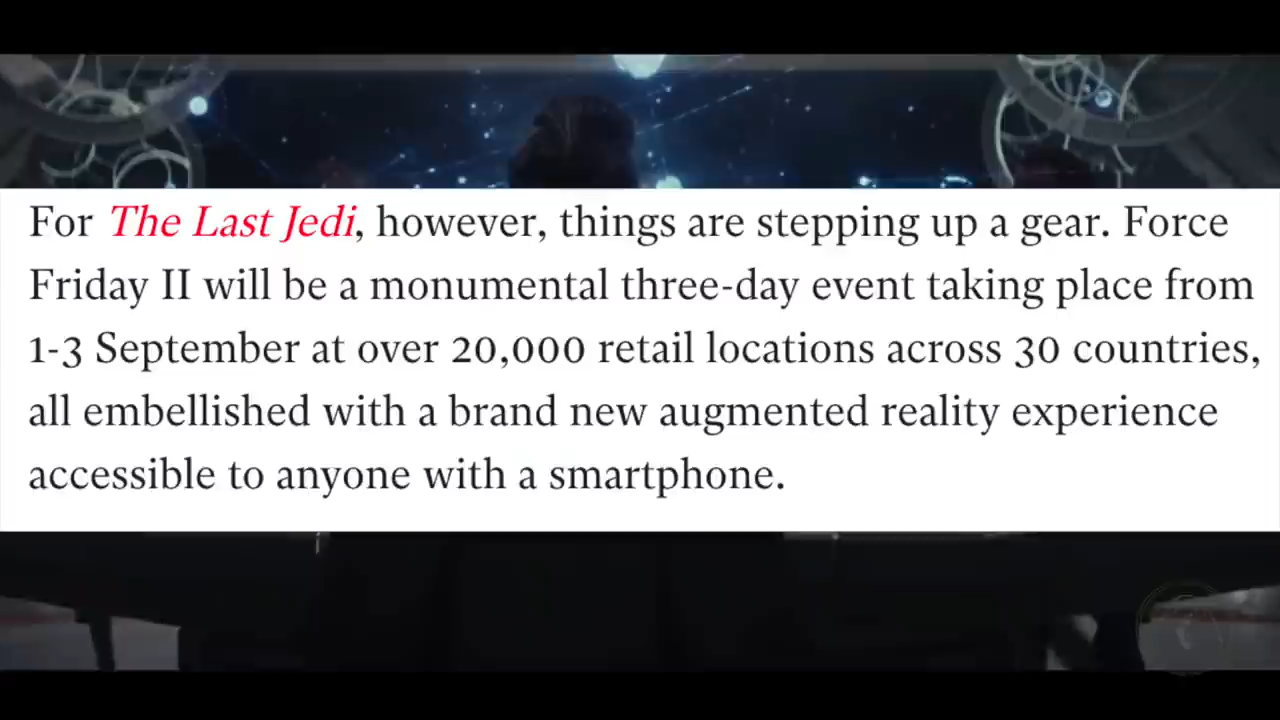 For The Last Jedi, however, things are stepping up a gear. Force
Friday II will be a monumental three-day event taking place from
1-3 September at over 20,000 retail locations across 30 countries,
all embellished with a brand new augmented reality experience
accessible to anyone with a smartphone.